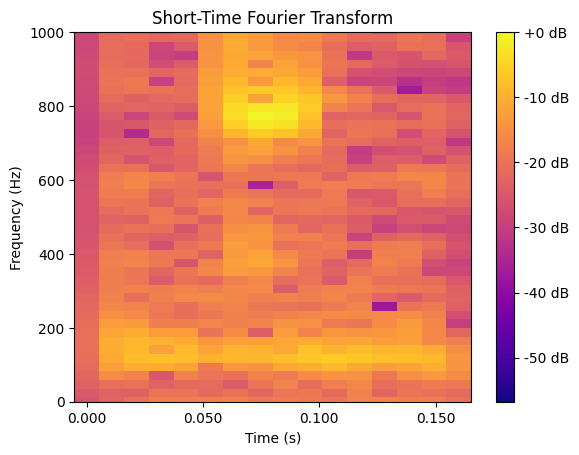 Short-Time Fourier Transform
Frequency (Hz)
1000
800
600
400
200
0
0.000
0.050
0.100
0.150
Time (s)
+0 dB
-10 dB
-20 dB
-30 dB
-40 dB
-50 dB